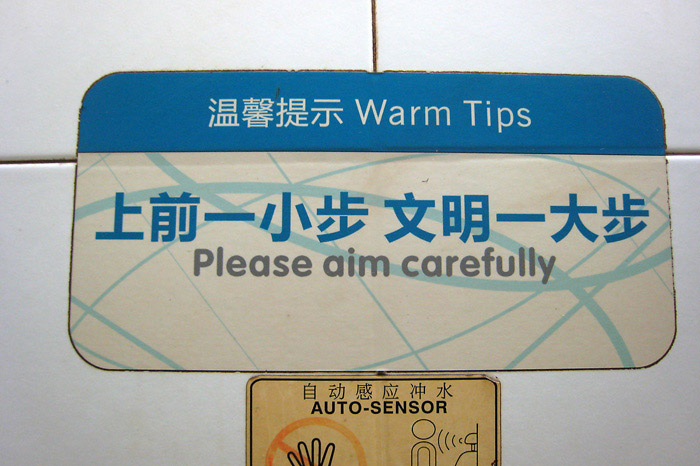 温馨提示 Warm Tips
上前一小步 文明一大步
Please aim carefully
自动感应冲水
AUTO-SENSOR